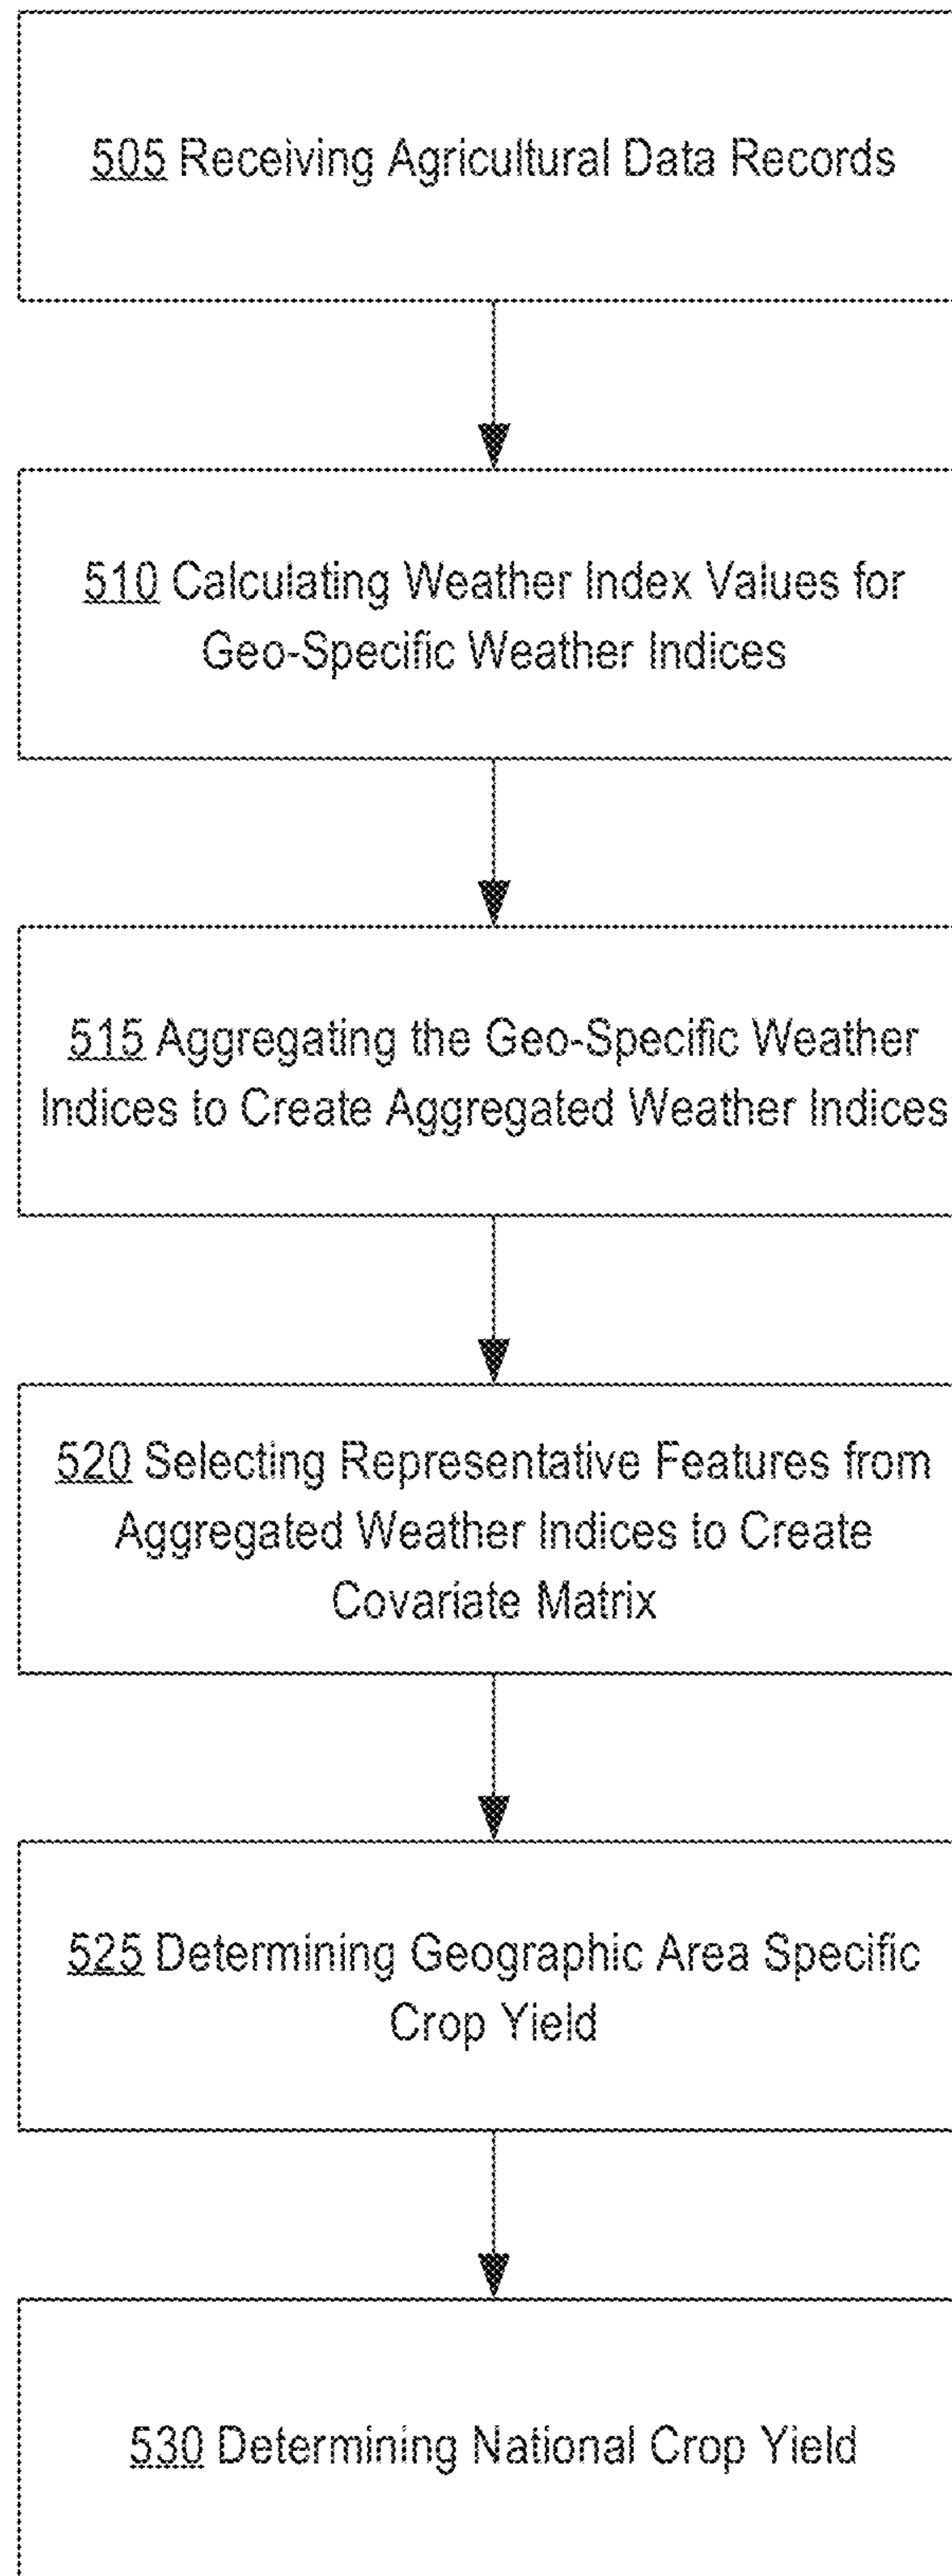 505 Receiving Agricultural Data Records
510 Calculating Weather Index Values for
Geo-Specific Weather Indices
515 Aggregating the Geo-Specific Weather
Indices to Create Aggregated Weather Indices
520 Selecting Representative Features from
Aggregated Weather Indices to Create
Covariate Matrix
525 Determining Geographic Area Specific
Crop Yield
530 Determining National Crop Yield